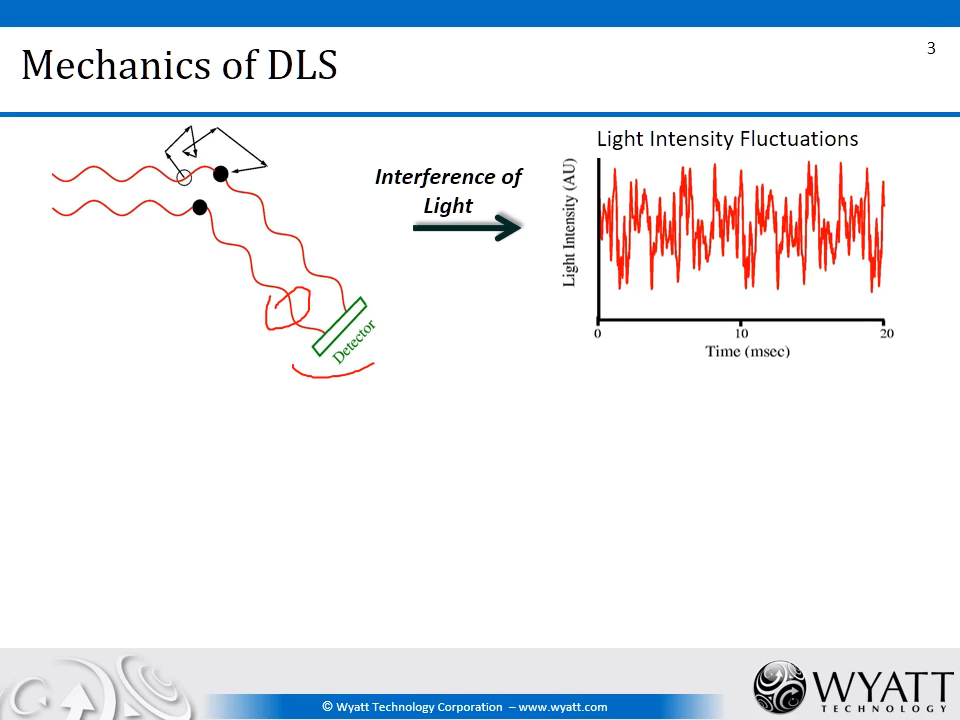 3
Mechanics of DLS
Interference of
Light
Detector
Light Intensity Fluctuations
Light Intensity (AU)
0
10
20
Time (msec)
© Wyatt Technology Corporation – www.wyatt.com
WYATT
TECHNOLOGY